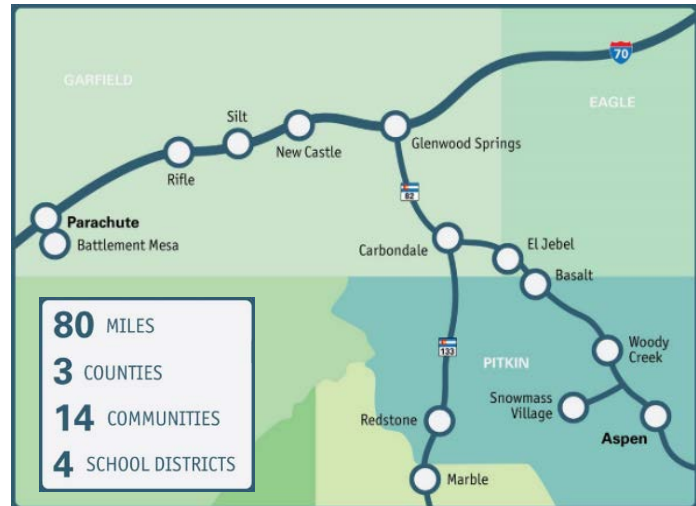 70
GARFIELD
EAGLE
Silt
New Castle
Glenwood Springs
Rifle
82
Parachute
Battlement Mesa
Carbondale
El Jebel
Basalt
80 MILES
3 COUNTIES
14 COMMUNITIES
4 SCHOOL DISTRICTS
133
PITKIN
Woody
Creek
Snowmass
Village
Redstone
Aspen
Marble